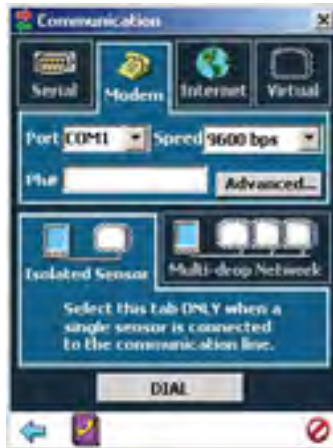 Communication
Serial Modem Internet Virtual
Port COM1 Speed 9600 bps
Ph# Advanced...
Isolated Sensor Multi-drop Network
Select this tab ONLY when a
single sensor is connected
to the communication line.
DIAL